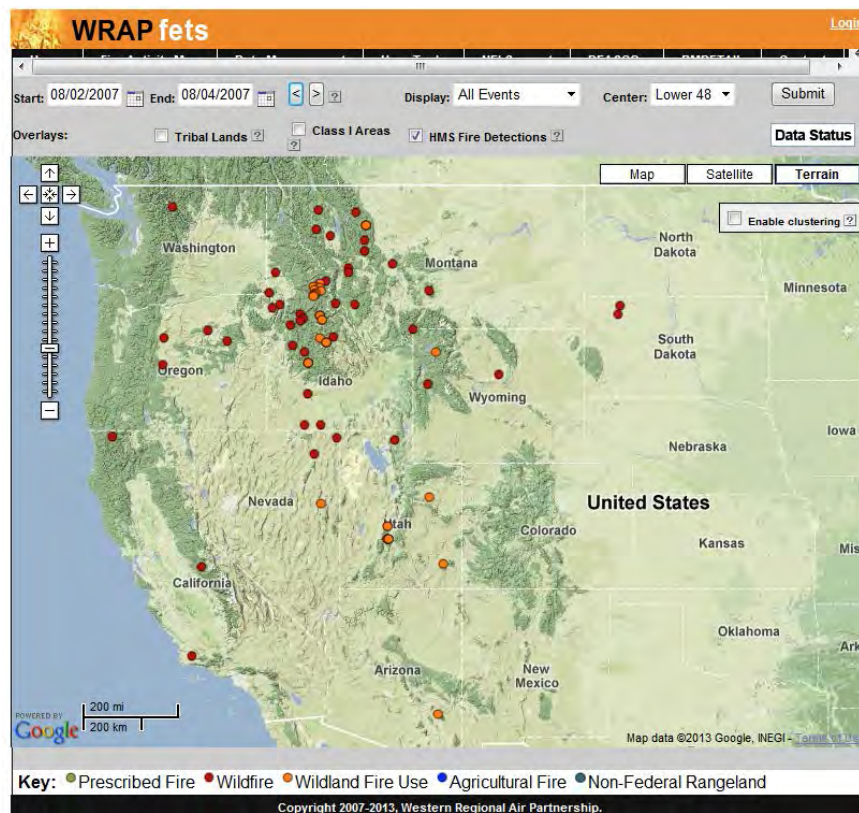 WRAP fets
Login
Start: 08/02/2007 End: 08/04/2007 < > ? Display: All Events Center: Lower 48 Submit
Overlays: Tribal Lands ? Class I Areas ? HMS Fire Detections ? Data Status
Map Satellite Terrain
Enable clustering ?
Washington
Montana
North
Dakota
Minnesota
South
Dakota
Oregon
Idaho
Wyoming
Iowa
Nebraska
Nevada
United States
Utah
Colorado
Kansas
California
Oklahoma
Arizona
New
Mexico
200 mi
200 km
POWERED BY
Google
Map data ©2013 Google, INEGI - Terms of Use
Key: Prescribed Fire Wildfire Wildland Fire Use Agricultural Fire Non-Federal Rangeland
Copyright 2007-2013, Western Regional Air Partnership.